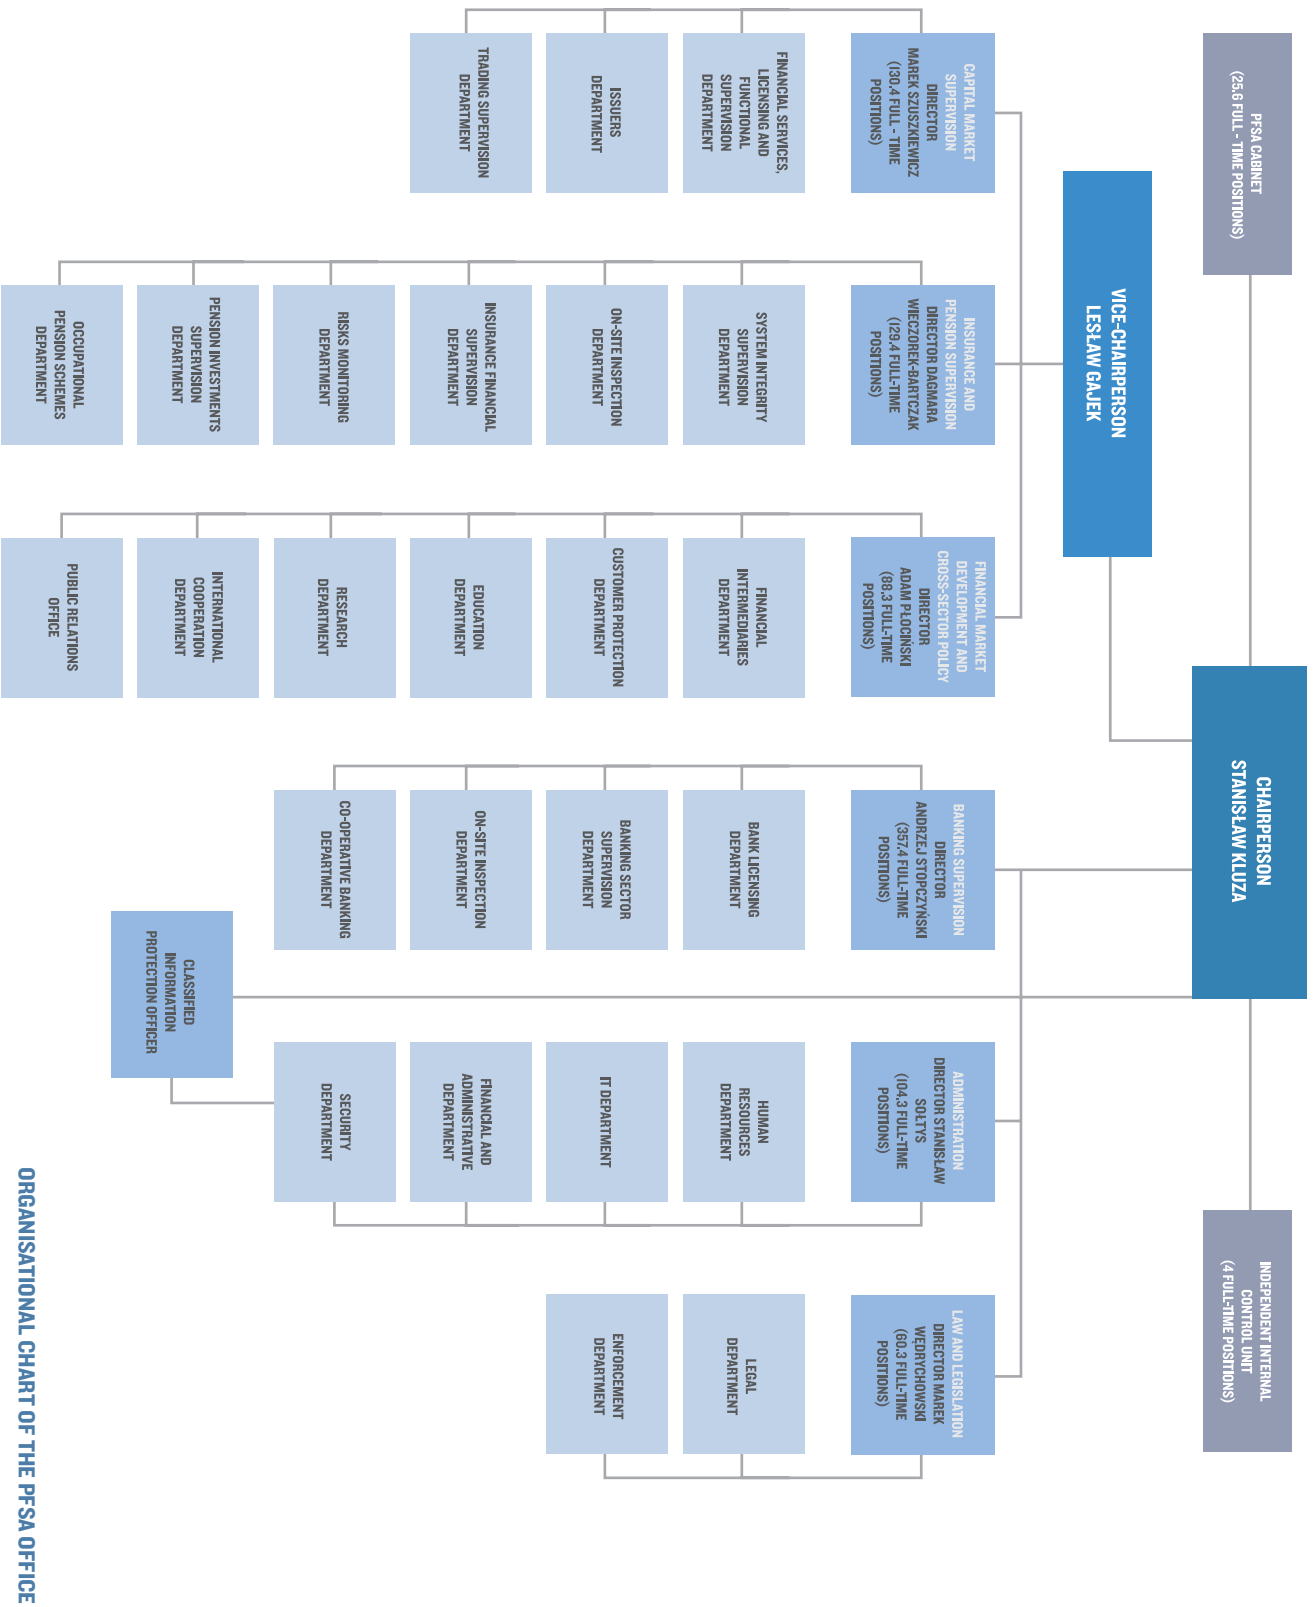 ORGANISATIONAL CHART OF THE PFSA OFFICE
PFSA CABINET
(25.6 FULL - TIME POSITIONS)
CHAIRPERSON
STANISŁAW KLUZA
INDEPENDENT INTERNAL
CONTROL UNIT
(4 FULL-TIME POSITIONS)
VICE-CHAIRPERSON
LESŁAW GAJEK
CAPITAL MARKET
SUPERVISION
DIRECTOR
MAREK SZUSZKIEWICZ
(130.4 FULL - TIME
POSITIONS)
FINANCIAL SERVICES,
LICENSING AND
FUNCTIONAL
SUPERVISION
DEPARTMENT
ISSUERS
DEPARTMENT
TRADING SUPERVISION
DEPARTMENT
INSURANCE AND
PENSION SUPERVISION
DIRECTOR DAGMARA
WIECZOREK-BARTCZAK
(129.4 FULL-TIME
POSITIONS)
SYSTEM INTEGRITY
SUPERVISION
DEPARTMENT
ON-SITE INSPECTION
DEPARTMENT
INSURANCE FINANCIAL
SUPERVISION
DEPARTMENT
RISKS MONITORING
DEPARTMENT
PENSION INVESTMENTS
SUPERVISION
DEPARTMENT
OCCUPATIONAL
PENSION SCHEMES
DEPARTMENT
FINANCIAL MARKET
DEVELOPMENT AND
CROSS-SECTOR POLICY
DIRECTOR
ADAM PŁOCIŃSKI
(88.3 FULL-TIME
POSITIONS)
FINANCIAL
INTERMEDIARIES
DEPARTMENT
CUSTOMER PROTECTION
DEPARTMENT
EDUCATION
DEPARTMENT
RESEARCH
DEPARTMENT
INTERNATIONAL
COOPERATION
DEPARTMENT
PUBLIC RELATIONS
OFFICE
BANKING SUPERVISION
DIRECTOR
ANDRZEJ STOPCZYŃSKI
(357.4 FULL-TIME
POSITIONS)
BANK LICENSING
DEPARTMENT
BANKING SECTOR
SUPERVISION
DEPARTMENT
ON-SITE INSPECTION
DEPARTMENT
CO-OPERATIVE BANKING
DEPARTMENT
CLASSIFIED
INFORMATION
PROTECTION OFFICER
ADMINISTRATION
DIRECTOR STANISŁAW
SOŁTYS
(104.3 FULL-TIME
POSITIONS)
HUMAN
RESOURCES
DEPARTMENT
IT DEPARTMENT
FINANCIAL AND
ADMINISTRATIVE
DEPARTMENT
SECURITY
DEPARTMENT
LAW AND LEGISLATION
DIRECTOR MAREK
WĘDRYCHOWSKI
(60.3 FULL-TIME
POSITIONS)
LEGAL
DEPARTMENT
ENFORCEMENT
DEPARTMENT